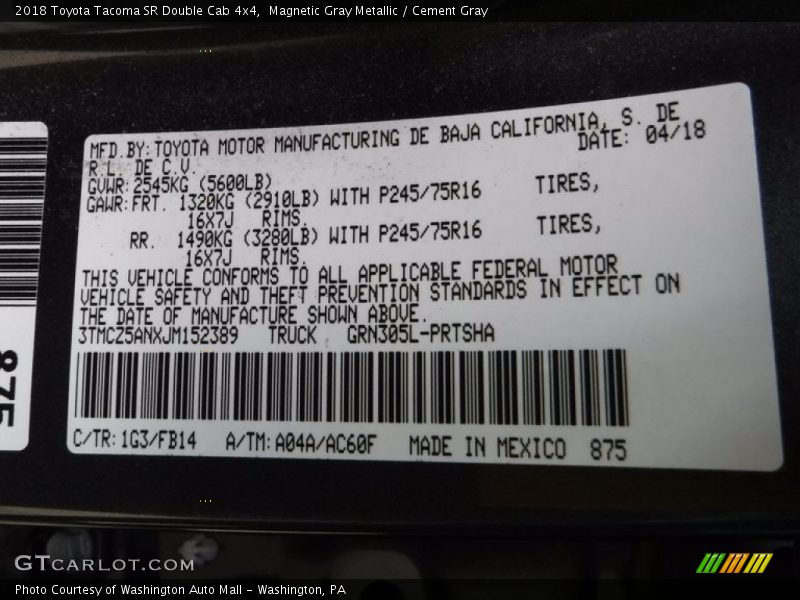 2018 Toyota Tacoma SR Double Cab 4x4,  Magnetic Gray Metallic / Cement Gray
MFD.BY:TOYOTA MOTOR MANUFACTURING DE BAJA CALIFORNIA, S. DE
R.L. DE C.V. DATE: 04/18
GVWR:2545KG (5600LB)
GAWR:FRT. 1320KG (2910LB) WITH P245/75R16 TIRES,
16X7J RIMS.
RR. 1490KG (3280LB) WITH P245/75R16 TIRES,
16X7J RIMS.
THIS VEHICLE CONFORMS TO ALL APPLICABLE FEDERAL MOTOR
VEHICLE SAFETY AND THEFT PREVENTION STANDARDS IN EFFECT ON
THE DATE OF MANUFACTURE SHOWN ABOVE.
3TMCZ5ANXJM152389 TRUCK GRN305L-PRTSHA
C/TR:1G3/FB14 A/TM:A04A/AC60F MADE IN MEXICO 875
875
GTCARLOT.COM
Photo Courtesy of Washington Auto Mall - Washington, PA